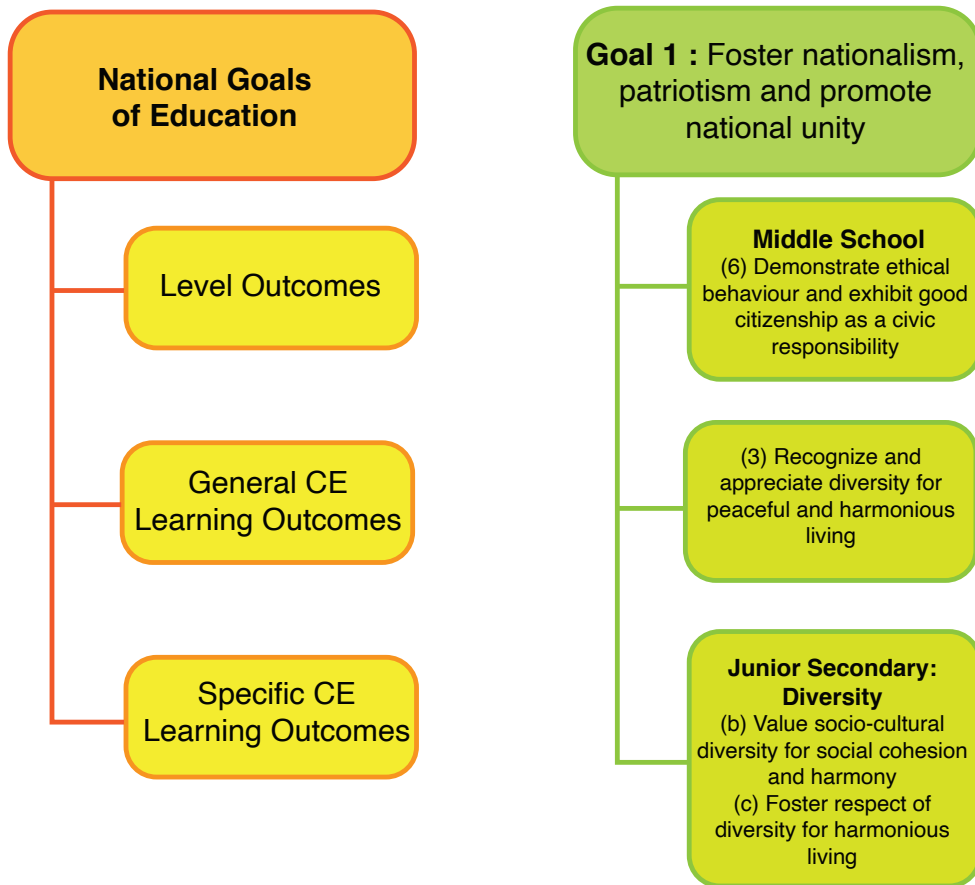 National Goals
of Education
Level Outcomes
General CE
Learning Outcomes
Specific CE
Learning Outcomes
Goal 1 : Foster nationalism,
patriotism and promote
national unity
Middle School
(6) Demonstrate ethical
behaviour and exhibit good
citizenship as a civic
responsibility
(3) Recognize and
appreciate diversity for
peaceful and harmonious
living
Junior Secondary:
Diversity
(b) Value socio-cultural
diversity for social cohesion
and harmony
(c) Foster respect of
diversity for harmonious
living